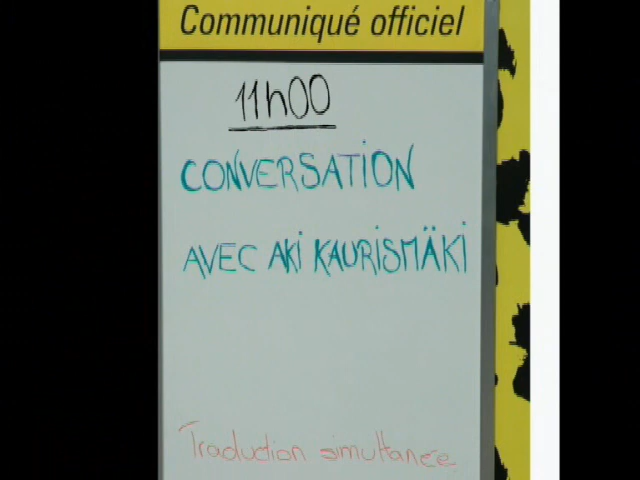 Communiqué officiel
11h00
CONVERSATION
AVEC AKI KAURISMÄKI
Traduction simultanée